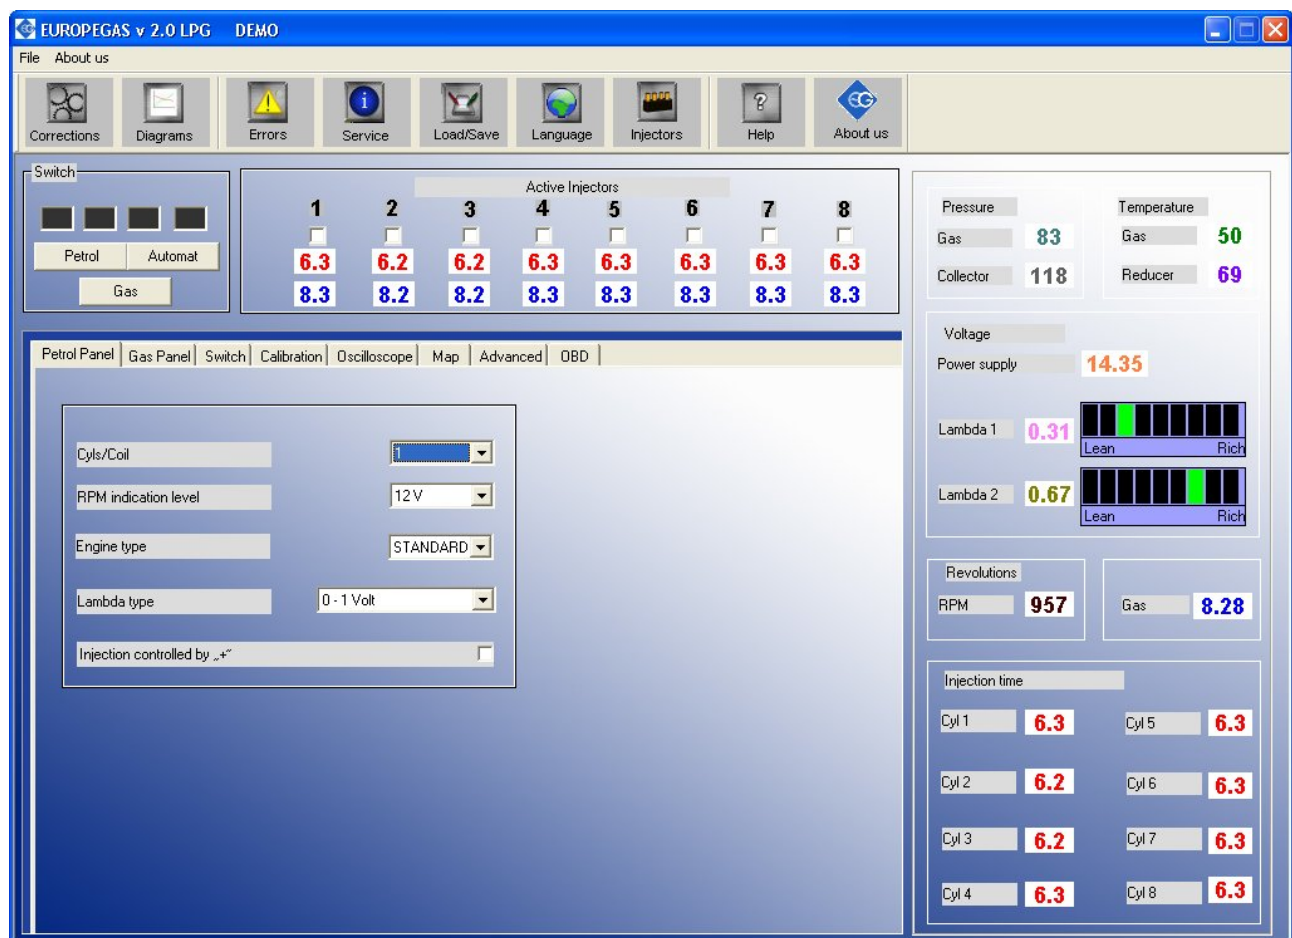 EUROPEGAS v 2.0 LPG DEMO
File About us
Corrections Diagrams Errors Service Load/Save Language Injectors Help About us
Switch
Petrol Automat
Gas
Active Injectors
1 2 3 4 5 6 7 8
6.3 6.2 6.2 6.3 6.3 6.3 6.3 6.3
8.3 8.2 8.2 8.3 8.3 8.3 8.3 8.3
Petrol Panel Gas Panel Switch Calibration Oscilloscope Map Advanced OBD
Cyls/Coil 1
RPM indication level 12 V
Engine type STANDARD
Lambda type 0 - 1 Volt
Injection controlled by „+“
Pressure
Gas 83
Collector 118
Temperature
Gas 50
Reducer 69
Voltage
Power supply 14.35
Lambda 1 0.31
Lean Rich
Lambda 2 0.67
Lean Rich
Revolutions
RPM 957
Gas 8.28
Injection time
Cyl 1 6.3 Cyl 5 6.3
Cyl 2 6.2 Cyl 6 6.3
Cyl 3 6.2 Cyl 7 6.3
Cyl 4 6.3 Cyl 8 6.3